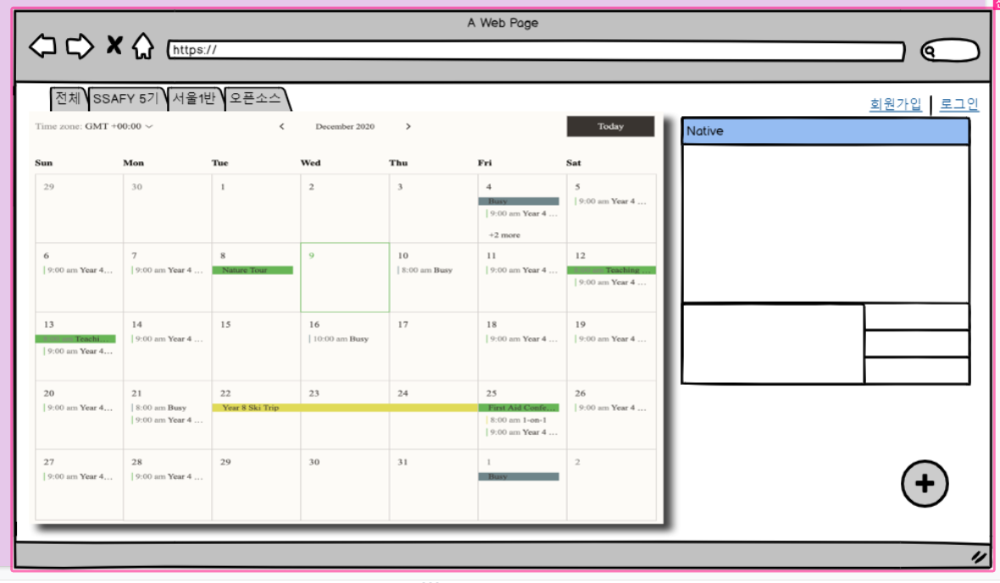 A Web Page
https://
전체 SSAFY 5기 서울1반 오픈소스
회원가입 | 로그인
Time zone: GMT +00:00 December 2020 Today
Native
Sun Mon Tue Wed Thu Fri Sat
29 30 1 2 3 4 5
Busy
9:00 am Year 4 ...
9:00 am Year 4 ...
+2 more
6 7 8 9 10 11 12
9:00 am Year 4... 9:00 am Year 4 ... Nature Tour 8:00 am Busy 9:00 am Year 4 ... Teaching ...
9:00 am Year 4 ...
13 14 15 16 17 18 19
Teachi... 9:00 am Year 4 ... 10:00 am Busy 9:00 am Year 4 ... 9:00 am Year 4 ...
9:00 am Year 4...
20 21 22 23 24 25 26
9:00 am Year 4... 8:00 am Busy Year 8 Ski Trip First Aid Confe... 9:00 am Year 4 ...
9:00 am Year 4 ... 8:00 am 1-on-1
9:00 am Year 4 ...
27 28 29 30 31 1 2
9:00 am Year 4... 9:00 am Year 4 ... Busy